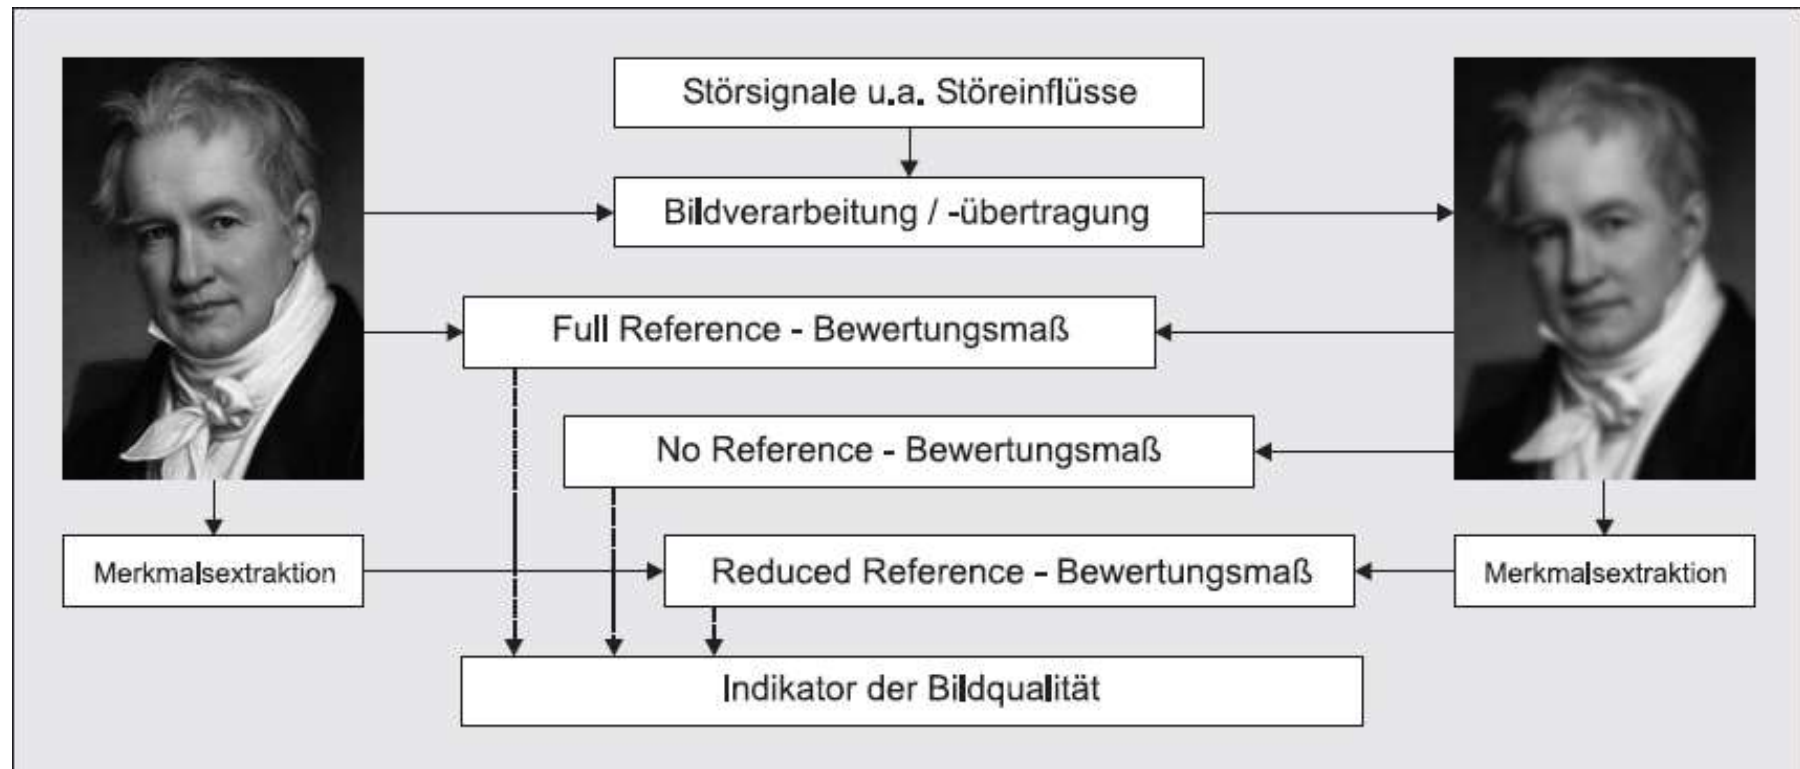 Störsignale u.a. Störeinflüsse
Bildverarbeitung / -übertragung
Full Reference - Bewertungsmaß
No Reference - Bewertungsmaß
Merkmalsextraktion
Reduced Reference - Bewertungsmaß
Merkmalsextraktion
Indikator der Bildqualität